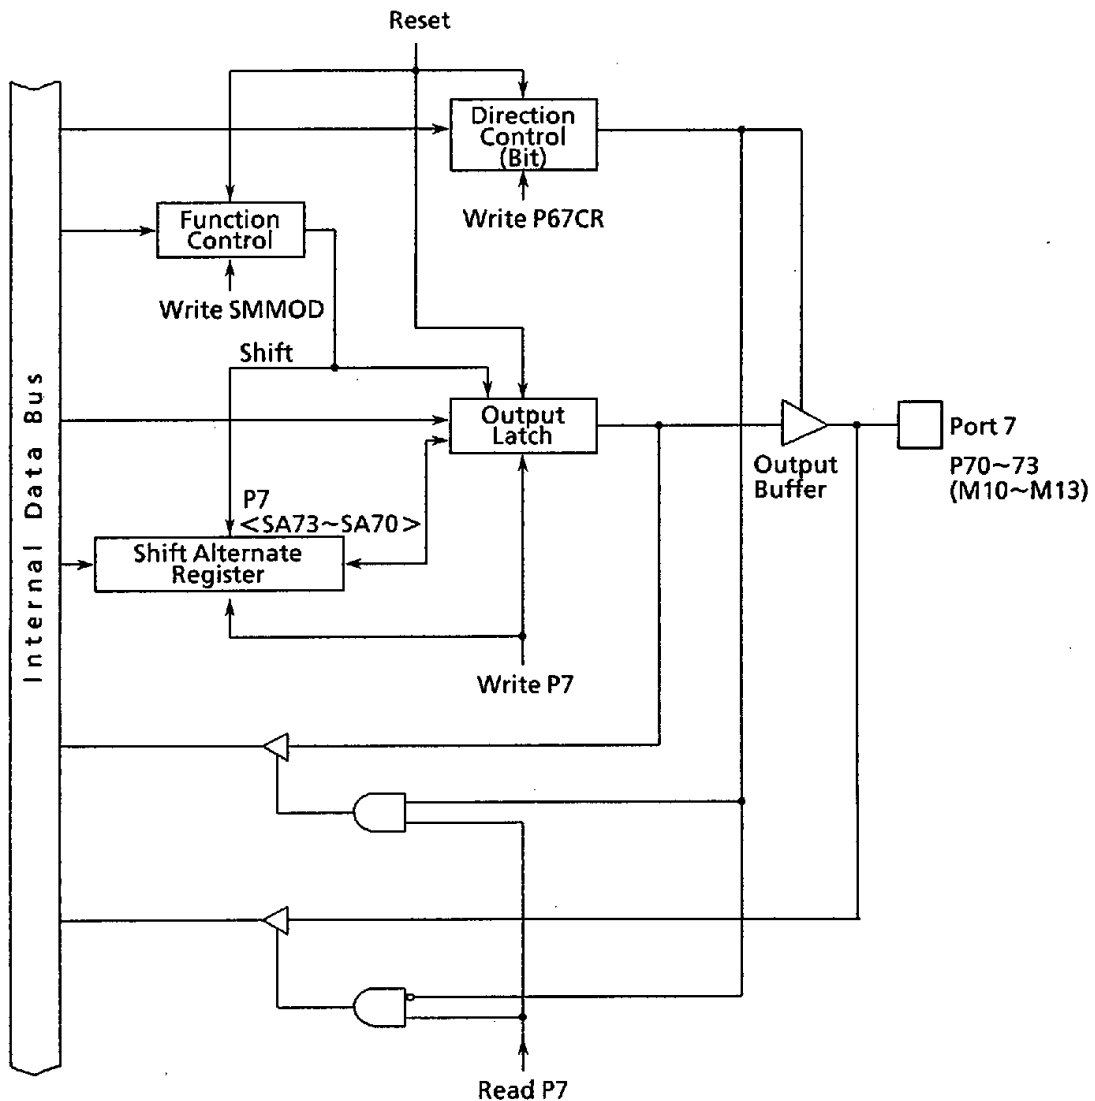 Reset
Direction
Control
(Bit)
Write P67CR
Function
Control
Write SMMOD
Shift
Output
Latch
Output
Buffer
Port 7
P70~73
(M10~M13)
P7
<SA73~SA70>
Shift Alternate
Register
Write P7
Internal Data Bus
Read P7